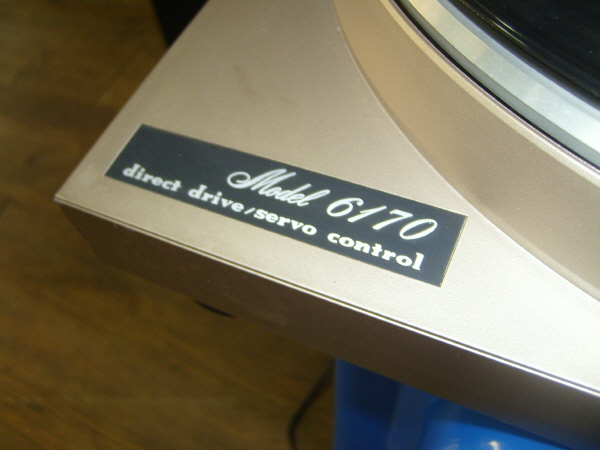 Model 6170
direct drive/servo control